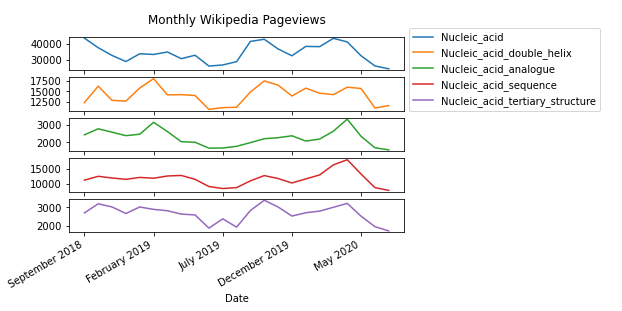 Monthly Wikipedia Pageviews
40000
30000
17500
15000
12500
3000
2000
15000
10000
3000
2000
September 2018
February 2019
July 2019
December 2019
May 2020
Date
Nucleic_acid
Nucleic_acid_double_helix
Nucleic_acid_analogue
Nucleic_acid_sequence
Nucleic_acid_tertiary_structure